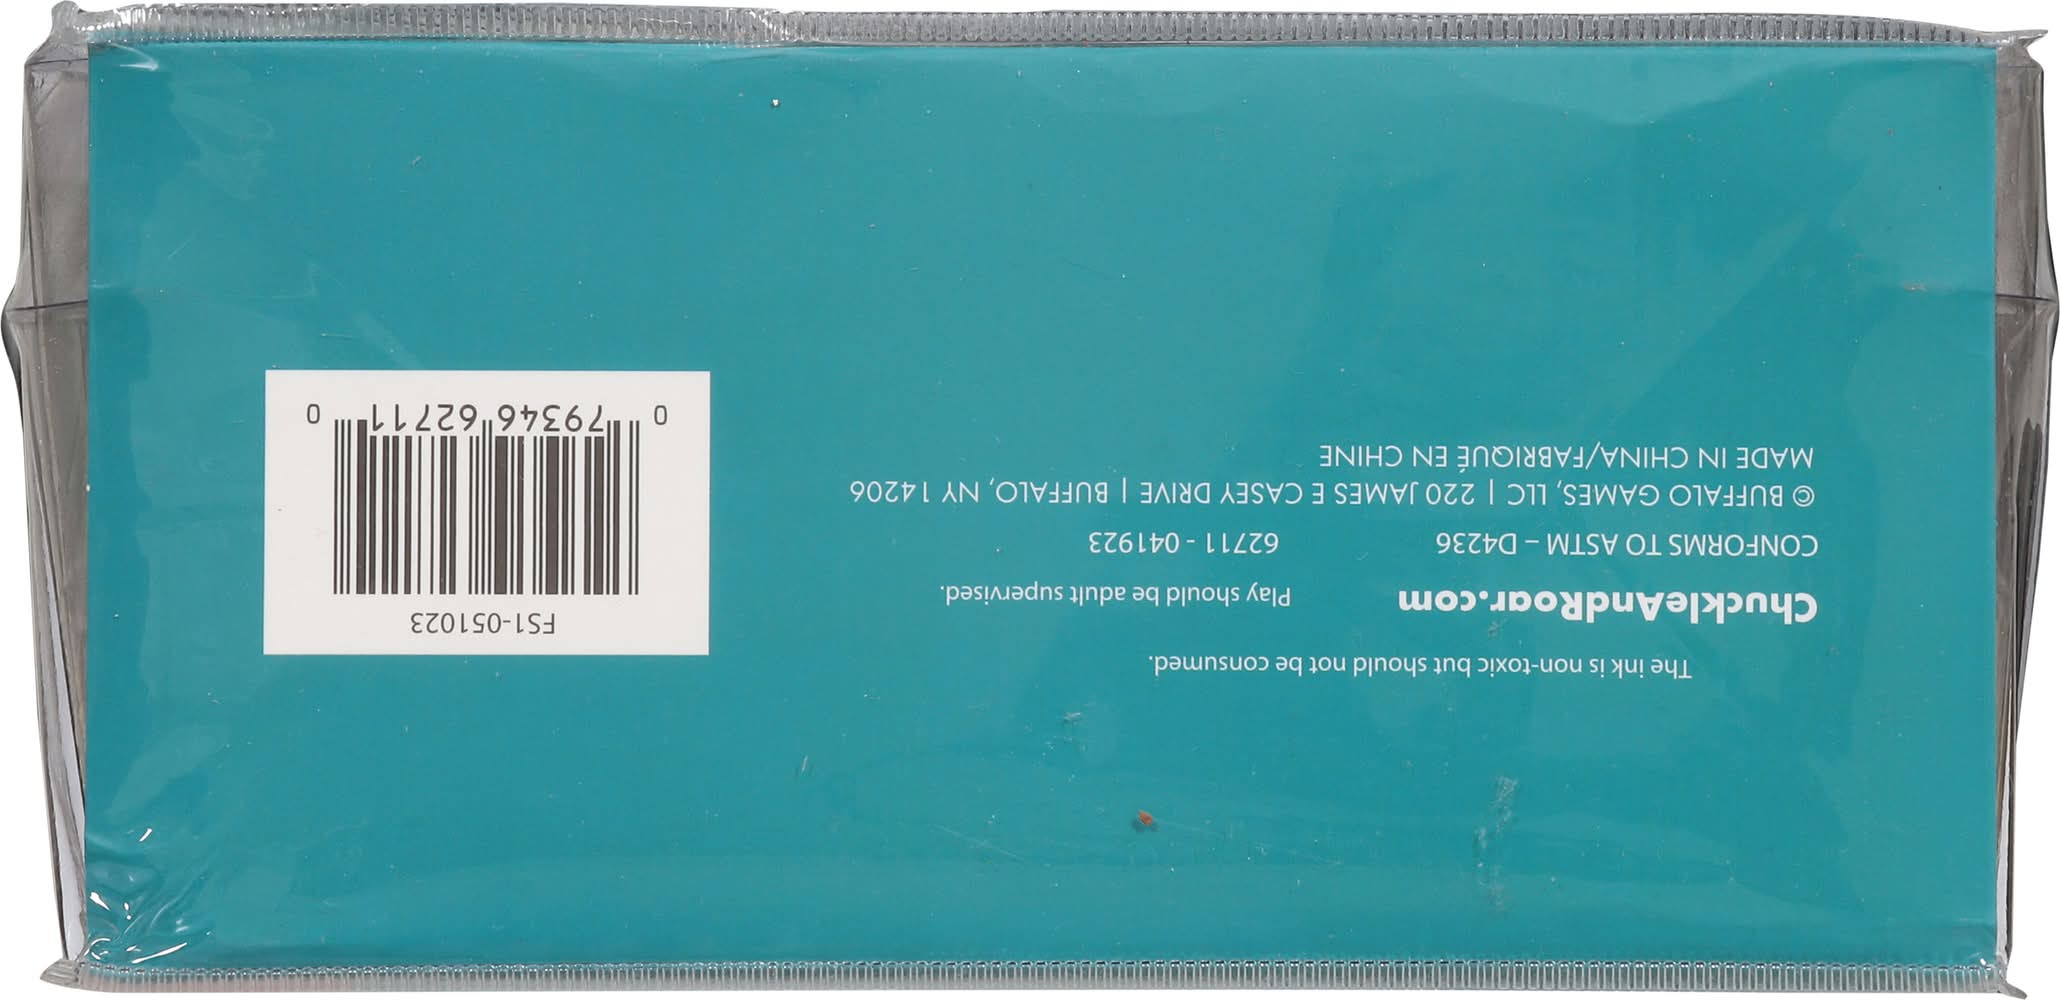 The ink is non-toxic but should not be consumed.
ChuckleAndRoar.com
Play should be adult supervised.
CONFORMS TO ASTM – D4236
62711 - 041923
© BUFFALO GAMES, LLC | 220 JAMES E CASEY DRIVE | BUFFALO, NY 14206
MADE IN CHINA/FABRIQUÉ EN CHINE
FS1-051023
0 79346 62711 0